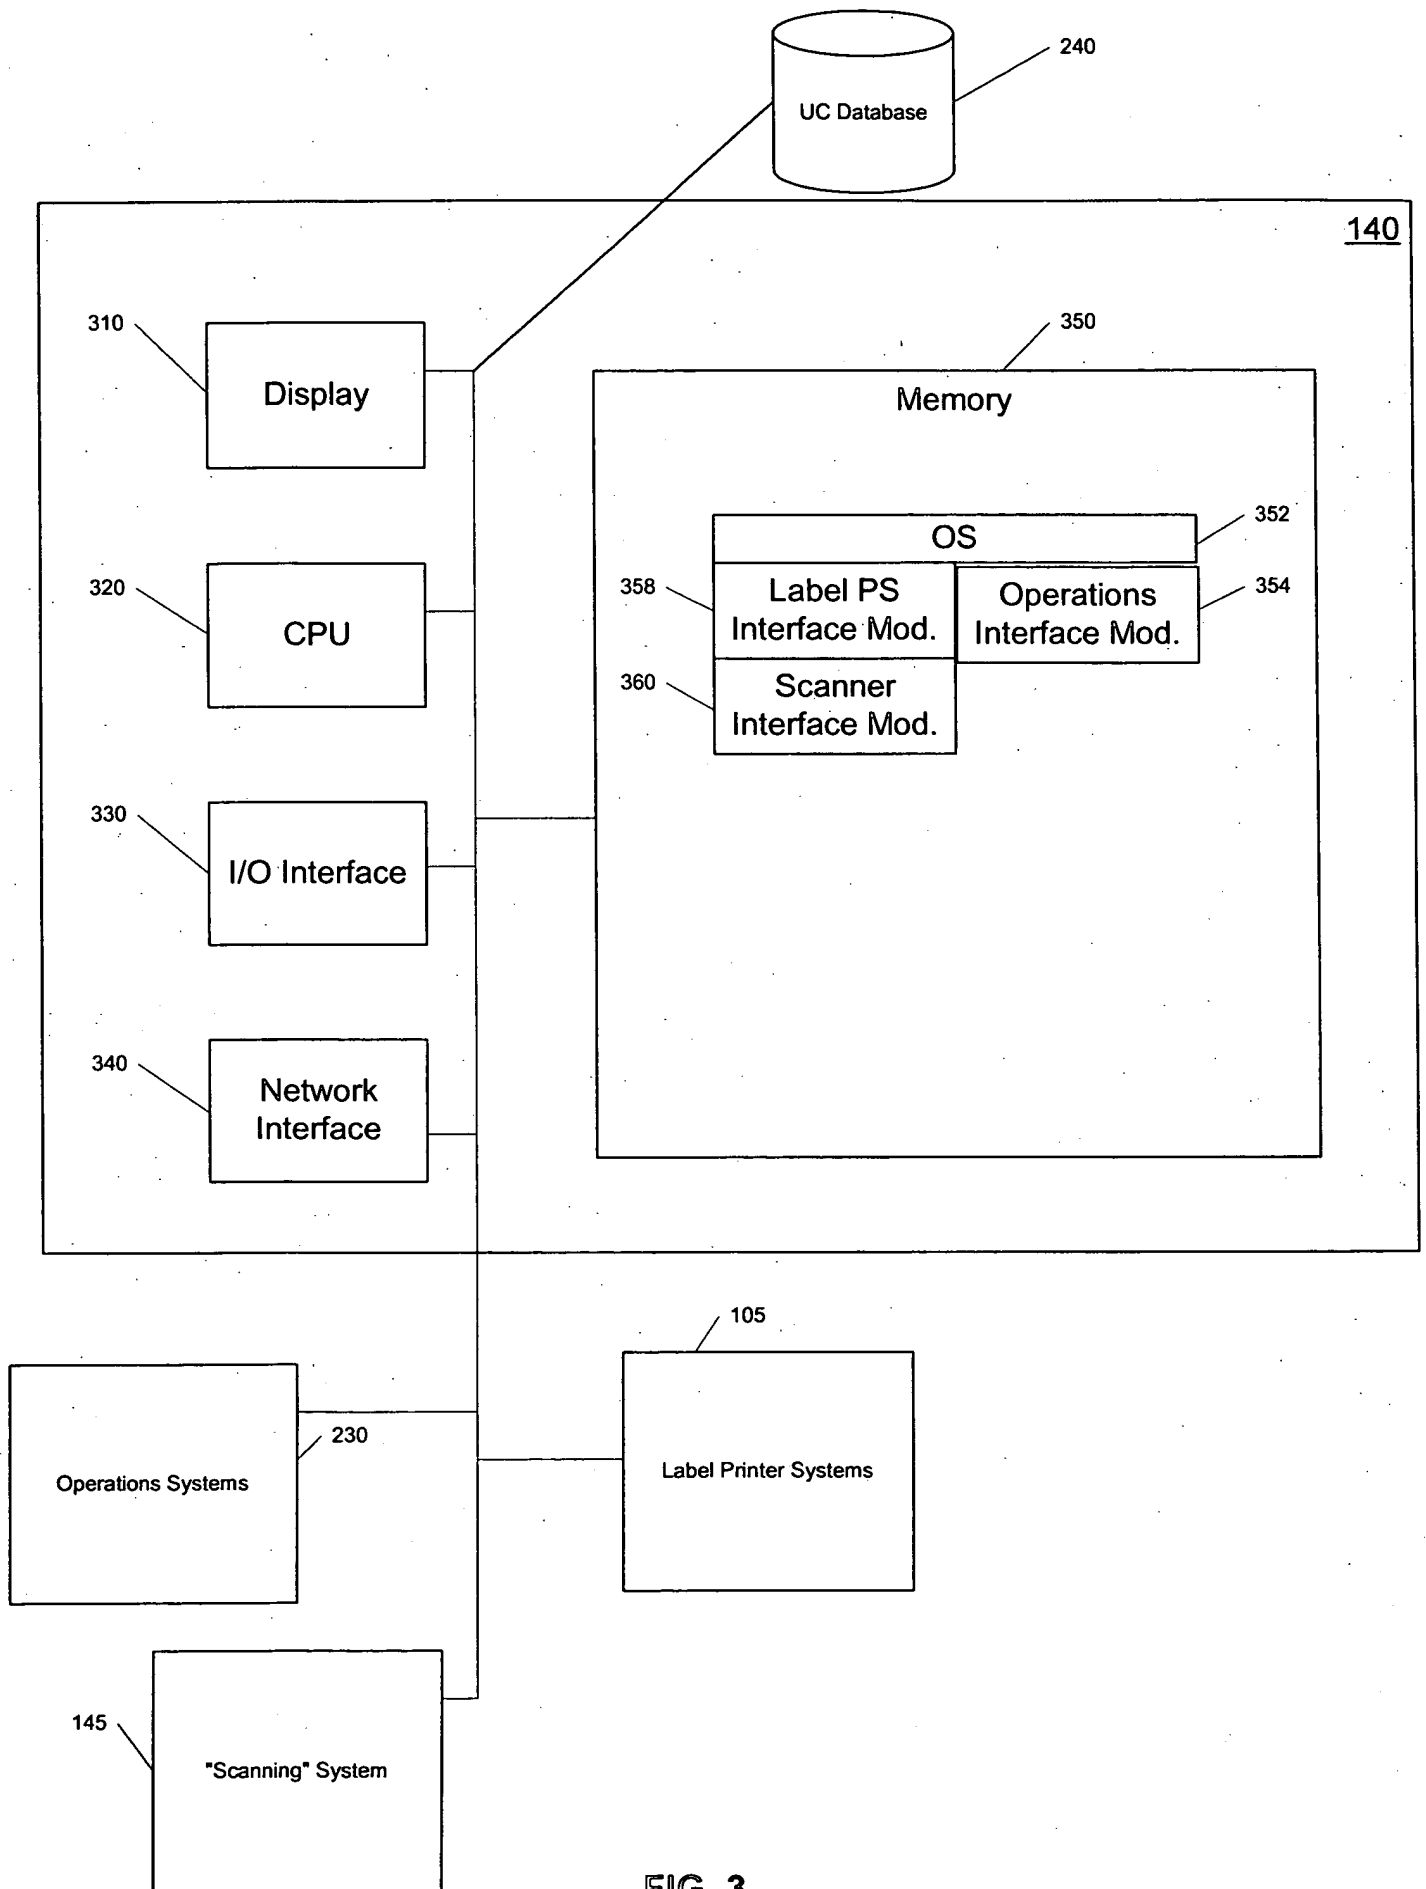 240
UC Database
140
310
Display
350
Memory
352
OS
320
CPU
358
Label PS
Interface Mod.
Operations
Interface Mod.
354
360
Scanner
Interface Mod.
330
I/O Interface
340
Network
Interface
105
230
Operations Systems
Label Printer Systems
145
"Scanning" System
FIG. 3